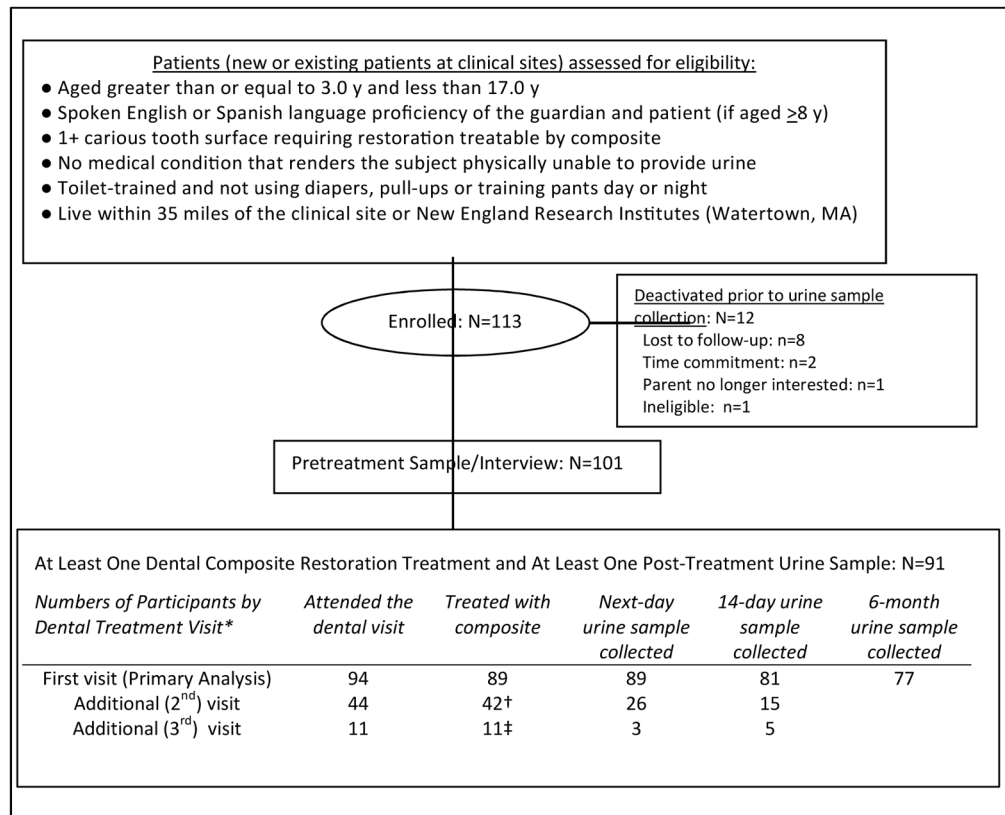 Patients (new or existing patients at clinical sites) assessed for eligibility:
● Aged greater than or equal to 3.0 y and less than 17.0 y
● Spoken English or Spanish language proficiency of the guardian and patient (if aged >8 y)
● 1+ carious tooth surface requiring restoration treatable by composite
● No medical condition that renders the subject physically unable to provide urine
● Toilet-trained and not using diapers, pull-ups or training pants day or night
● Live within 35 miles of the clinical site or New England Research Institutes (Watertown, MA)
Enrolled: N=113
Deactivated prior to urine sample
collection: N=12
Lost to follow-up: n=8
Time commitment: n=2
Parent no longer interested: n=1
Ineligible: n=1
Pretreatment Sample/Interview: N=101
At Least One Dental Composite Restoration Treatment and At Least One Post-Treatment Urine Sample: N=91
Numbers of Participants by Attended the Treated with Next-day 14-day urine 6-month
Dental Treatment Visit* dental visit composite urine sample sample urine sample
collected collected collected
First visit (Primary Analysis) 94 89 89 81 77
Additional (2nd) visit 44 42† 26 15
Additional (3rd) visit 11 11‡ 3 5